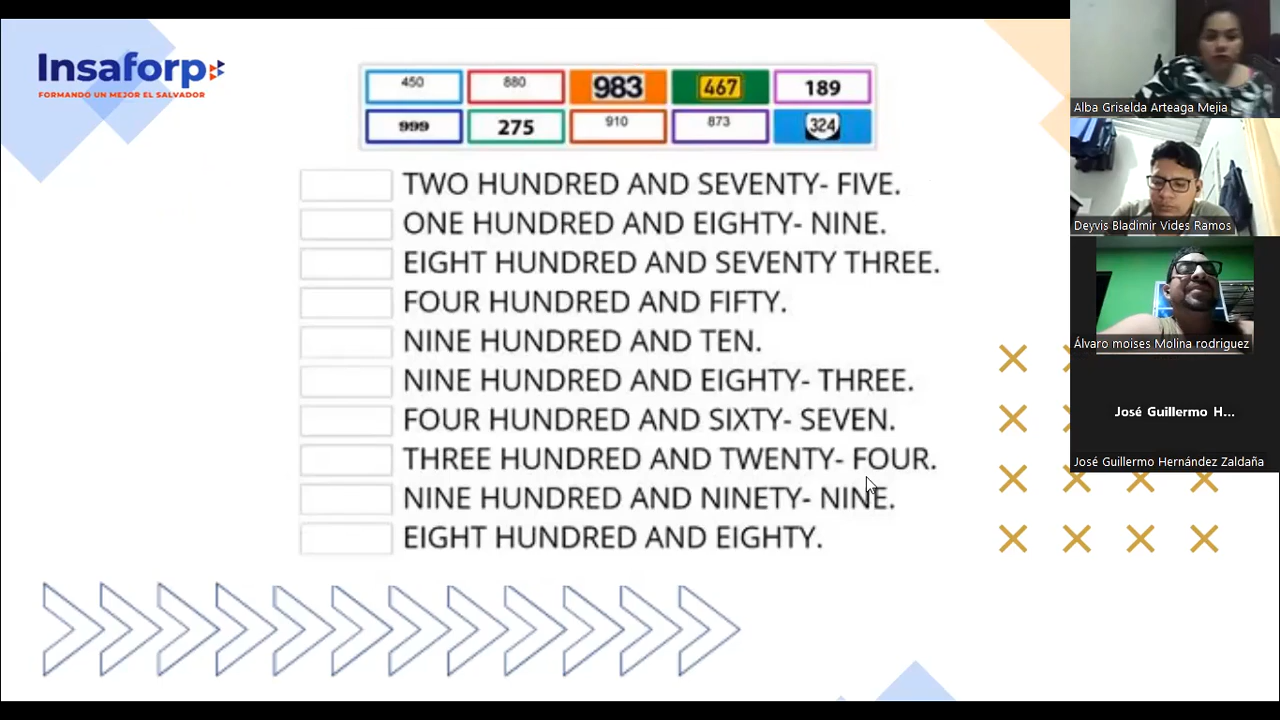 Insaforp
FORMANDO UN MEJOR EL SALVADOR
450 880 983 467 189
999 275 910 873 324
TWO HUNDRED AND SEVENTY- FIVE.
ONE HUNDRED AND EIGHTY- NINE.
EIGHT HUNDRED AND SEVENTY THREE.
FOUR HUNDRED AND FIFTY.
NINE HUNDRED AND TEN.
NINE HUNDRED AND EIGHTY- THREE.
FOUR HUNDRED AND SIXTY- SEVEN.
THREE HUNDRED AND TWENTY- FOUR.
NINE HUNDRED AND NINETY- NINE.
EIGHT HUNDRED AND EIGHTY.
Alba Griselda Arteaga Mejia
Deyvis Bladimir Vides Ramos
Álvaro moises Molina rodriguez
José Guillermo H...
José Guillermo Hernández Zaldaña